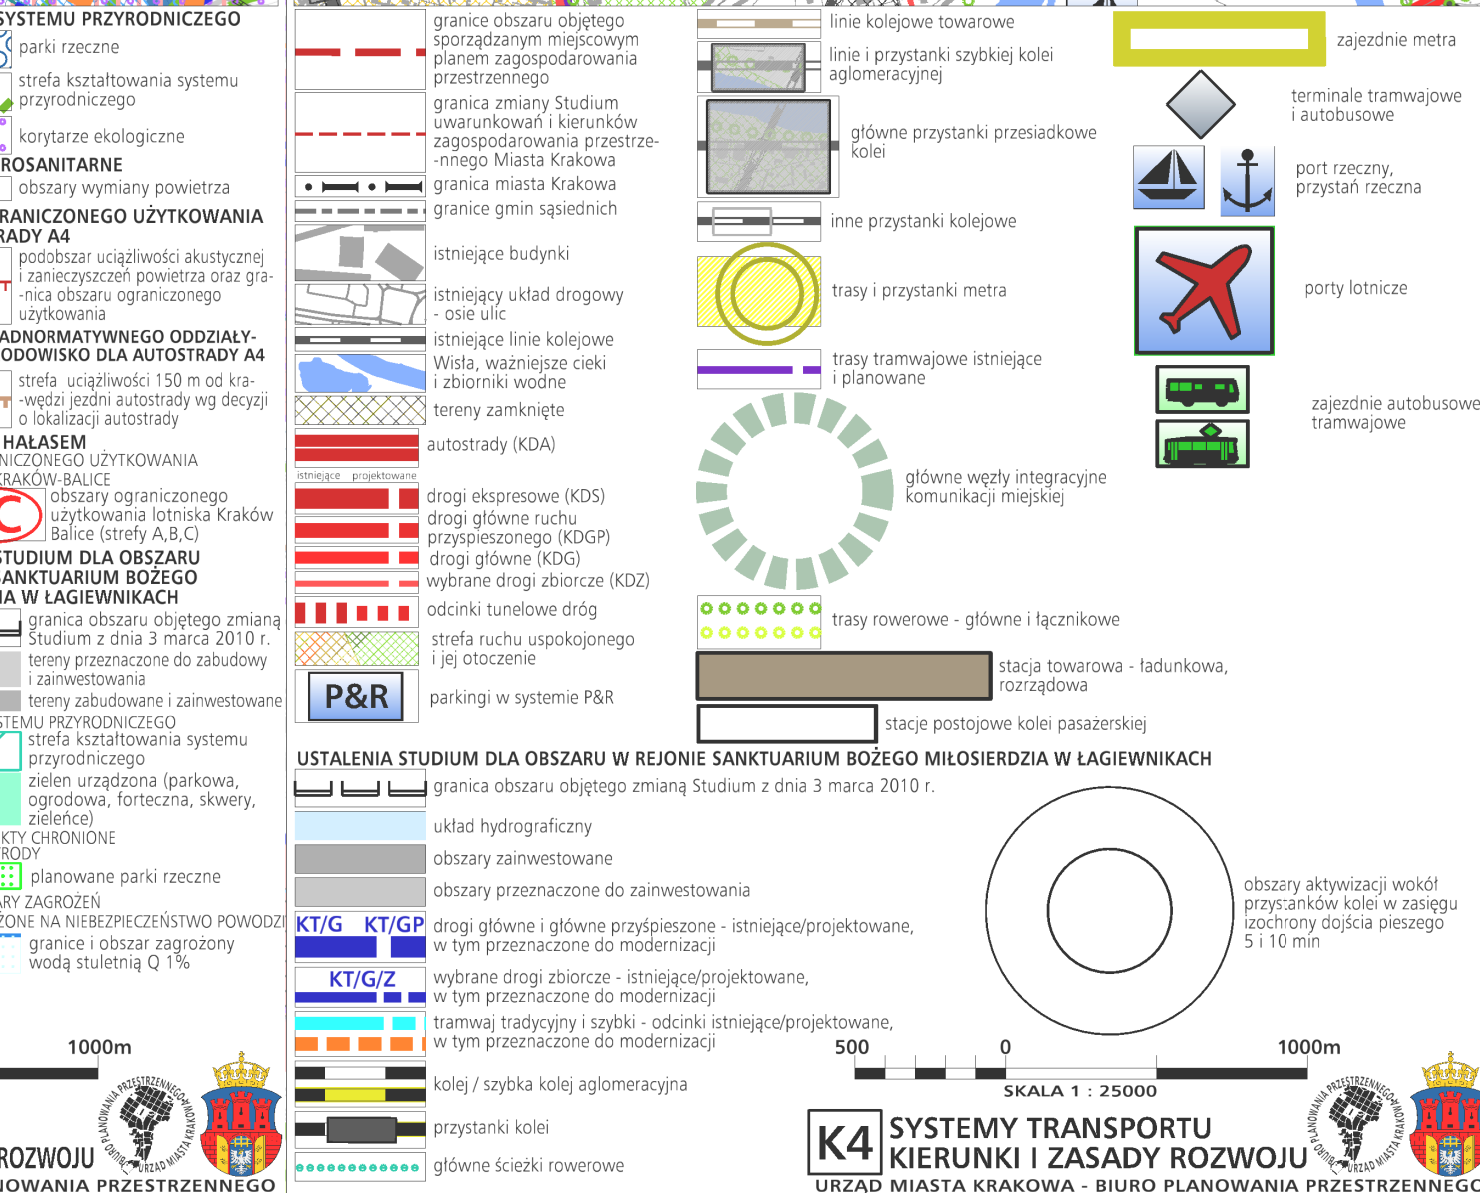 SYSTEMU PRZYRODNICZEGO
parki rzeczne
strefa kształtowania systemu
przyrodniczego
korytarze ekologiczne
ROSANITARNE
obszary wymiany powietrza
RANICZONEGO UŻYTKOWANIA
RADY A4
podobszar uciążliwości akustycznej
i zanieczyszczeń powietrza oraz gra-
-nica obszaru ograniczonego
użytkowania
ADNORMATYWNEGO ODDZIAŁY-
ODOWISKO DLA AUTOSTRADY A4
strefa uciążliwości 150 m od kra-
-wędzi jezdni autostrady wg decyzji
o lokalizacji autostrady
HAŁASEM
NICZONEGO UŻYTKOWANIA
KRAKÓW-BALICE
C
obszary ograniczonego
użytkowania lotniska Kraków
Balice (strefy A,B,C)
STUDIUM DLA OBSZARU
SANKTUARIUM BOŻEGO
IA W ŁAGIEWNIKACH
granica obszaru objętego zmianą
Studium z dnia 3 marca 2010 r.
tereny przeznaczone do zabudowy
i zainwestowania
tereny zabudowane i zainwestowane
STEMU PRZYRODNICZEGO
strefa kształtowania systemu
przyrodniczego
zielen urządzona (parkowa,
ogrodowa, forteczna, skwery,
zieleńce)
KTY CHRONIONE
RODY
planowane parki rzeczne
ARY ZAGROŻEŃ
ŻONE NA NIEBEZPIECZEŃSTWO POWODZI
granice i obszar zagrożony
wodą stuletnią Q 1%
1000m
ROZWOJU
NOWANIA PRZESTRZENNEGO
granice obszaru objętego
sporządzanym miejscowym
planem zagospodarowania
przestrzennego
granica zmiany Studium
uwarunkowań i kierunków
zagospodarowania przestrze-
-nnego Miasta Krakowa
granica miasta Krakowa
granice gmin sąsiednich
istniejące budynki
istniejący układ drogowy
- osie ulic
istniejące linie kolejowe
Wisła, ważniejsze cieki
i zbiorniki wodne
tereny zamknięte
autostrady (KDA)
istniejące projektowane
drogi ekspresowe (KDS)
drogi główne ruchu
przyspieszonego (KDGP)
drogi główne (KDG)
wybrane drogi zbiorcze (KDZ)
odcinki tunelowe dróg
strefa ruchu uspokojonego
i jej otoczenie
P&R
parkingi w systemie P&R
linie kolejowe towarowe
linie i przystanki szybkiej kolei
aglomeracyjnej
główne przystanki przesiadkowe
kolei
inne przystanki kolejowe
trasy i przystanki metra
trasy tramwajowe istniejące
i planowane
główne węzły integracyjne
komunikacji miejskiej
trasy rowerowe - główne i łącznikowe
stacja towarowa - ładunkowa,
rozrządowa
stacje postojowe kolei pasażerskiej
zajezdnie metra
terminale tramwajowe
i autobusowe
port rzeczny,
przystań rzeczna
porty lotnicze
zajezdnie autobusowe
tramwajowe
USTALENIA STUDIUM DLA OBSZARU W REJONIE SANKTUARIUM BOŻEGO MIŁOSIERDZIA W ŁAGIEWNIKACH
granica obszaru objętego zmianą Studium z dnia 3 marca 2010 r.
układ hydrograficzny
obszary zainwestowane
obszary przeznaczone do zainwestowania
KT/G KT/GP
drogi główne i główne przyśpieszone - istniejące/projektowane,
w tym przeznaczone do modernizacji
KT/G/Z
wybrane drogi zbiorcze - istniejące/projektowane,
w tym przeznaczone do modernizacji
tramwaj tradycyjny i szybki - odcinki istniejące/projektowane,
w tym przeznaczone do modernizacji
kolej / szybka kolej aglomeracyjna
przystanki kolei
główne ścieżki rowerowe
obszary aktywizacji wokół
przystanków kolei w zasięgu
izochrony dojścia pieszego
5 i 10 min
500 0 1000m
SKALA 1 : 25000
K4
SYSTEMY TRANSPORTU
KIERUNKI I ZASADY ROZWOJU
URZĄD MIASTA KRAKOWA - BIURO PLANOWANIA PRZESTRZENNEGO